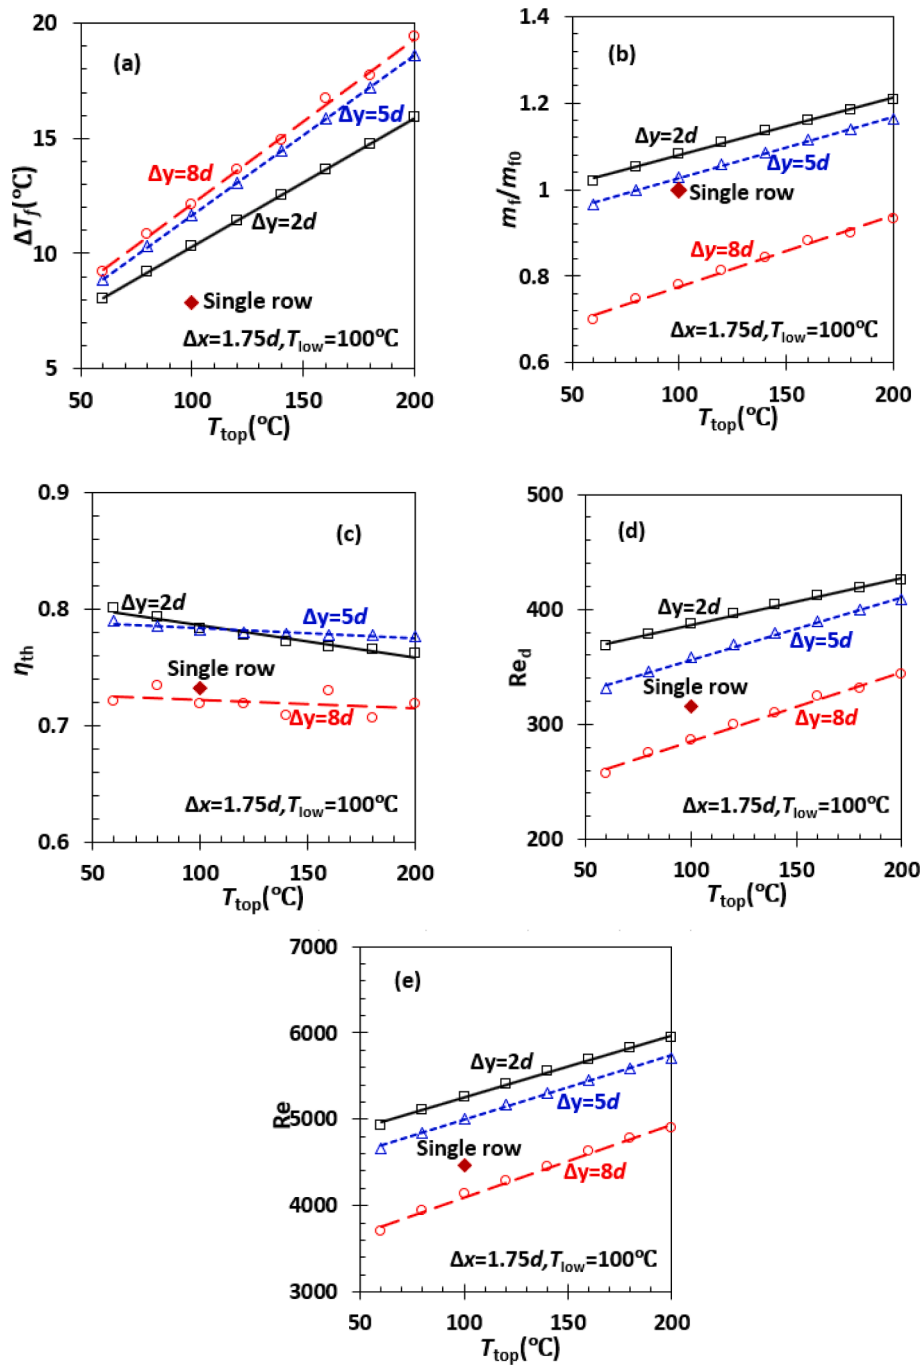 20
(a)
15
10
5
Δy=5d
Δy=8d
Δy=2d
Single row
Δx=1.75d,Tlow=100℃
ΔTf(℃)
50
100
150
200
Ttop(℃)
1.4
(b)
1.2
1
0.8
0.6
Δy=2d
Δy=5d
Single row
Δy=8d
Δx=1.75d,Tlow=100℃
mf/mf0
50
100
150
200
Ttop(℃)
0.9
(c)
0.8
0.7
0.6
Δy=2d
Δy=5d
Single row
Δy=8d
Δx=1.75d,Tlow=100℃
ηth
50
100
150
200
Ttop(℃)
500
(d)
400
300
200
Δy=2d
Δy=5d
Single row
Δy=8d
Δx=1.75d,Tlow=100℃
Red
50
100
150
200
Ttop(℃)
7000
(e)
6000
5000
4000
3000
Δy=2d
Δy=5d
Single row
Δy=8d
Δx=1.75d,Tlow=100℃
Re
50
100
150
200
Ttop(℃)